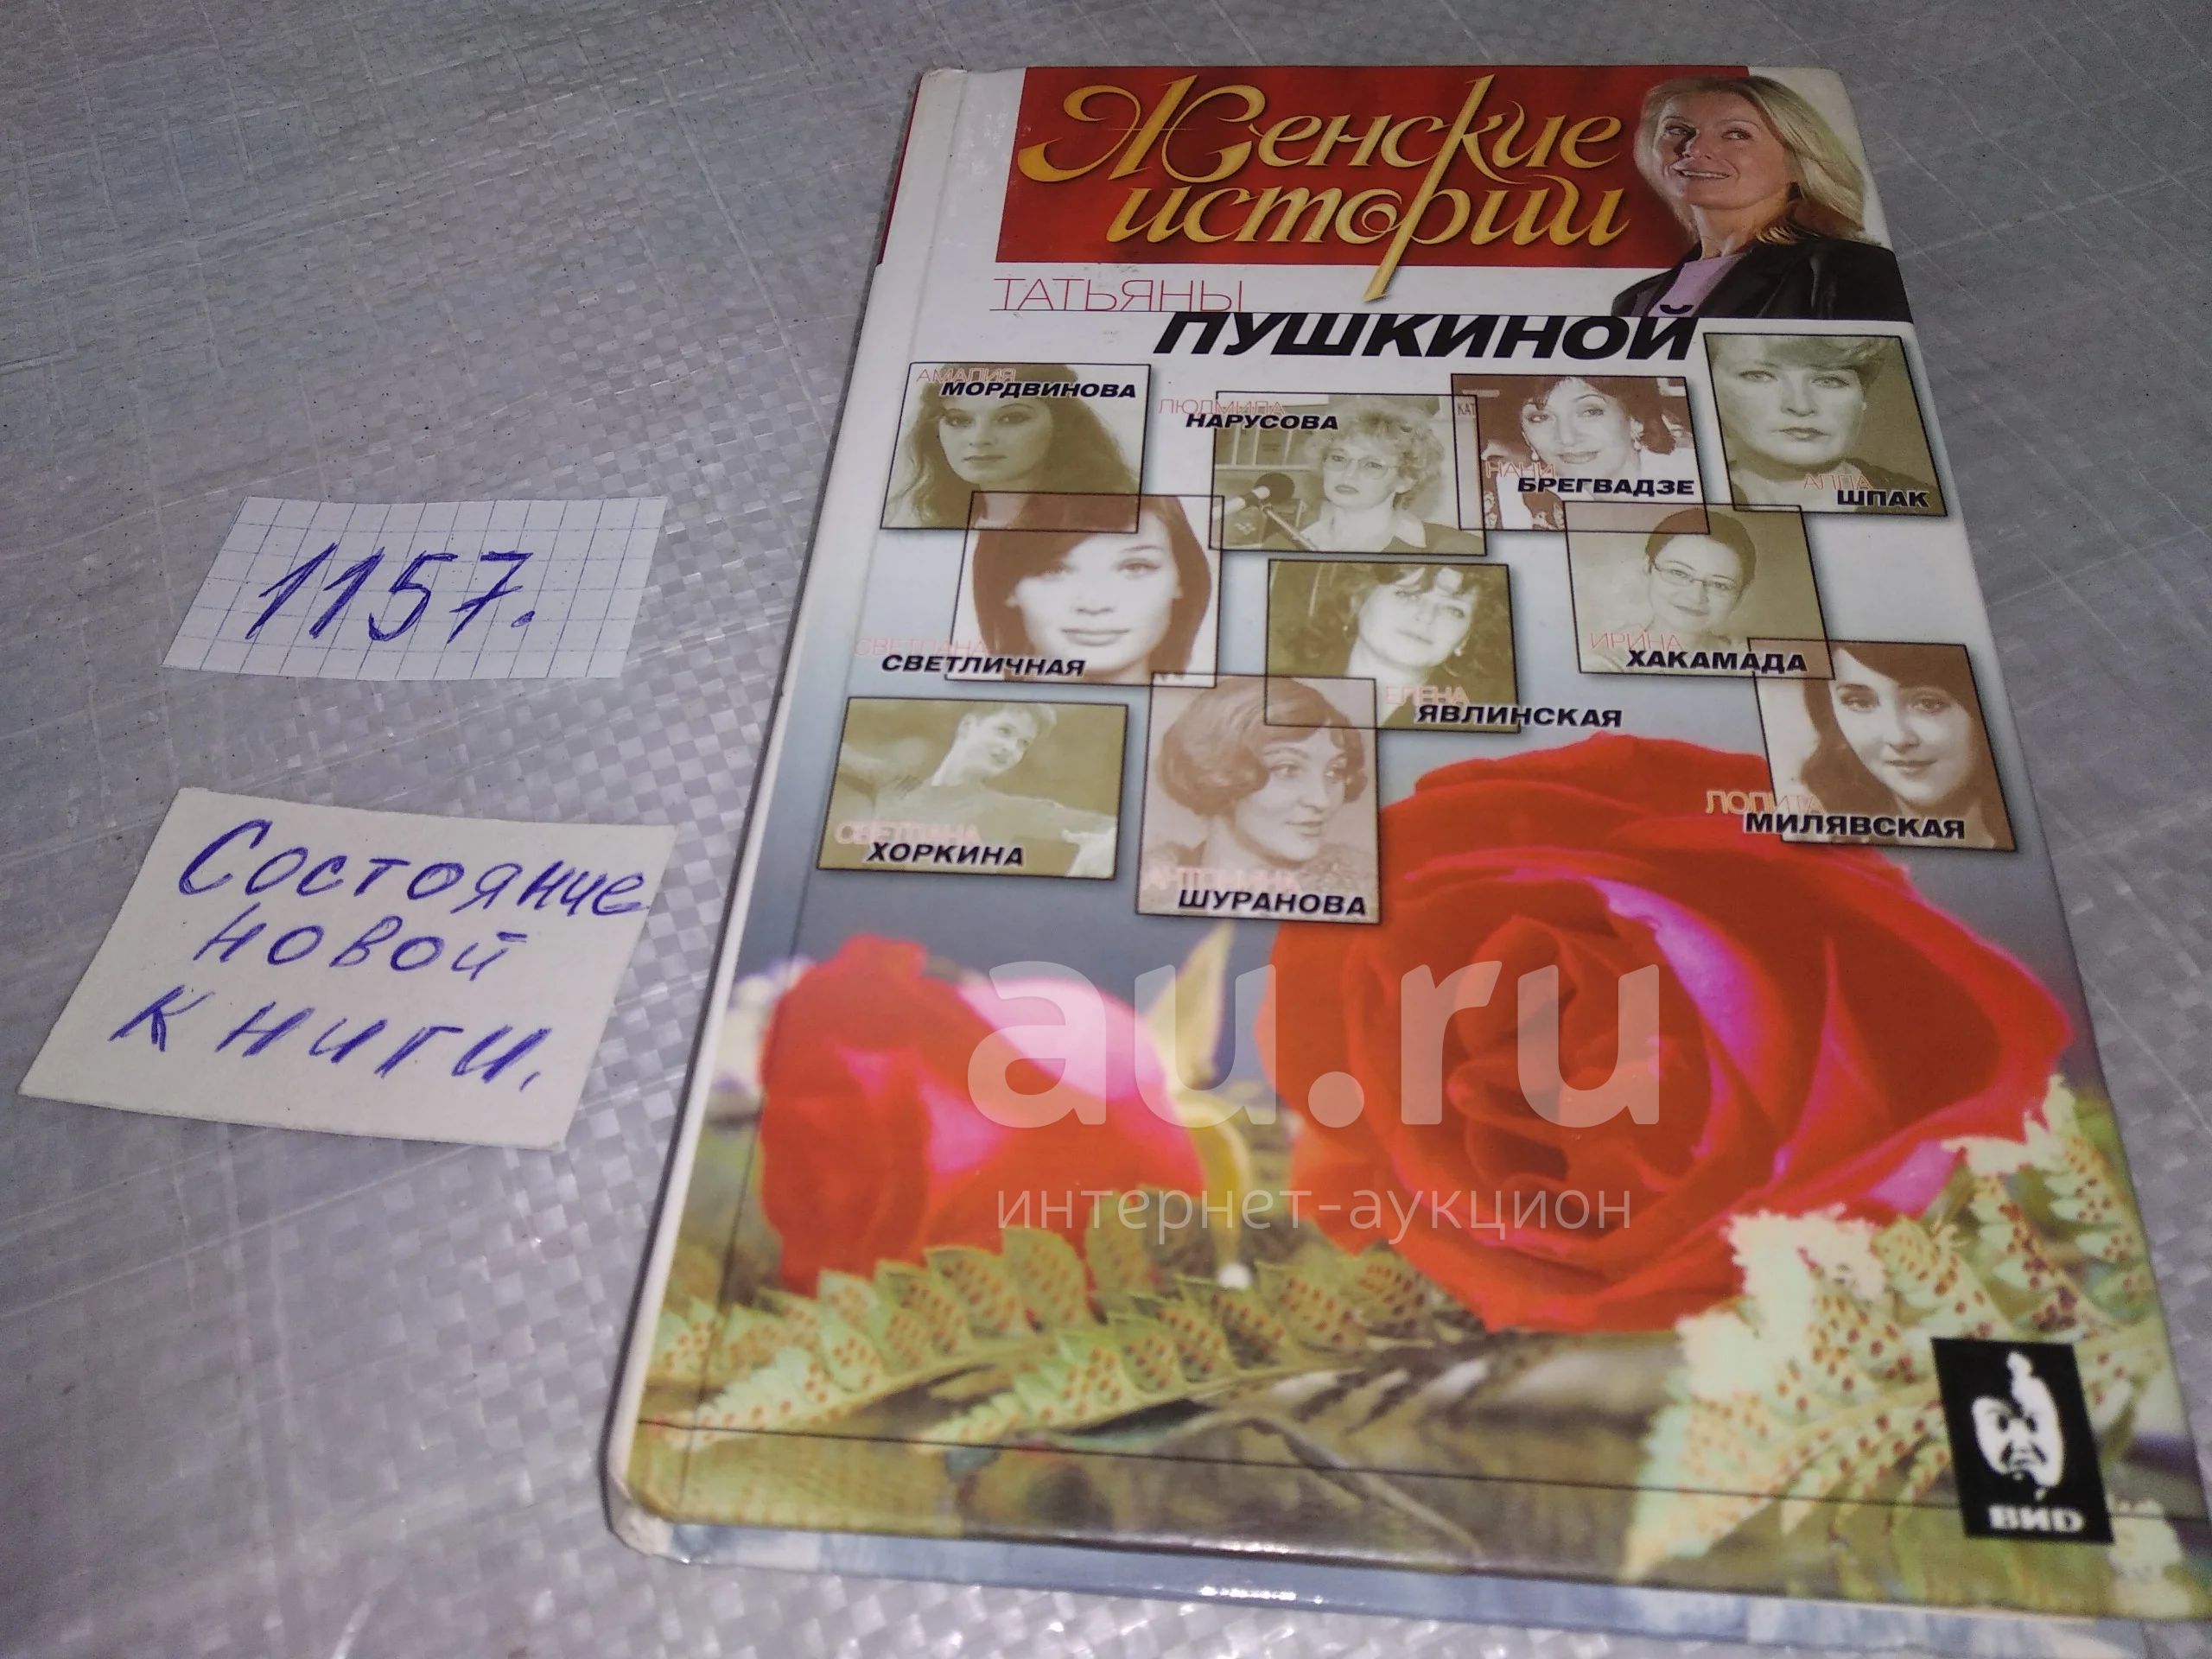 Женские
истории
ТАТЬЯНЫ
ПУШКИНОЙ
АМАЛИЯ
МОРДВИНОВА
ЛЮДМИЛА
НАРУСОВА
НАНИ
БРЕГВАДЗЕ
АЛЛА
ШПАК
СВЕТЛАНА
СВЕТЛИЧНАЯ
ЕЛЕНА
ЯВЛИНСКАЯ
ИРИНА
ХАКАМАДА
СВЕТЛАНА
ХОРКИНА
АНТОНИНА
ШУРАНОВА
ЛОЛИТА
МИЛЯВСКАЯ
ВИD
1157.
Состояние
новой
книги.
au.ru
интернет-аукцион